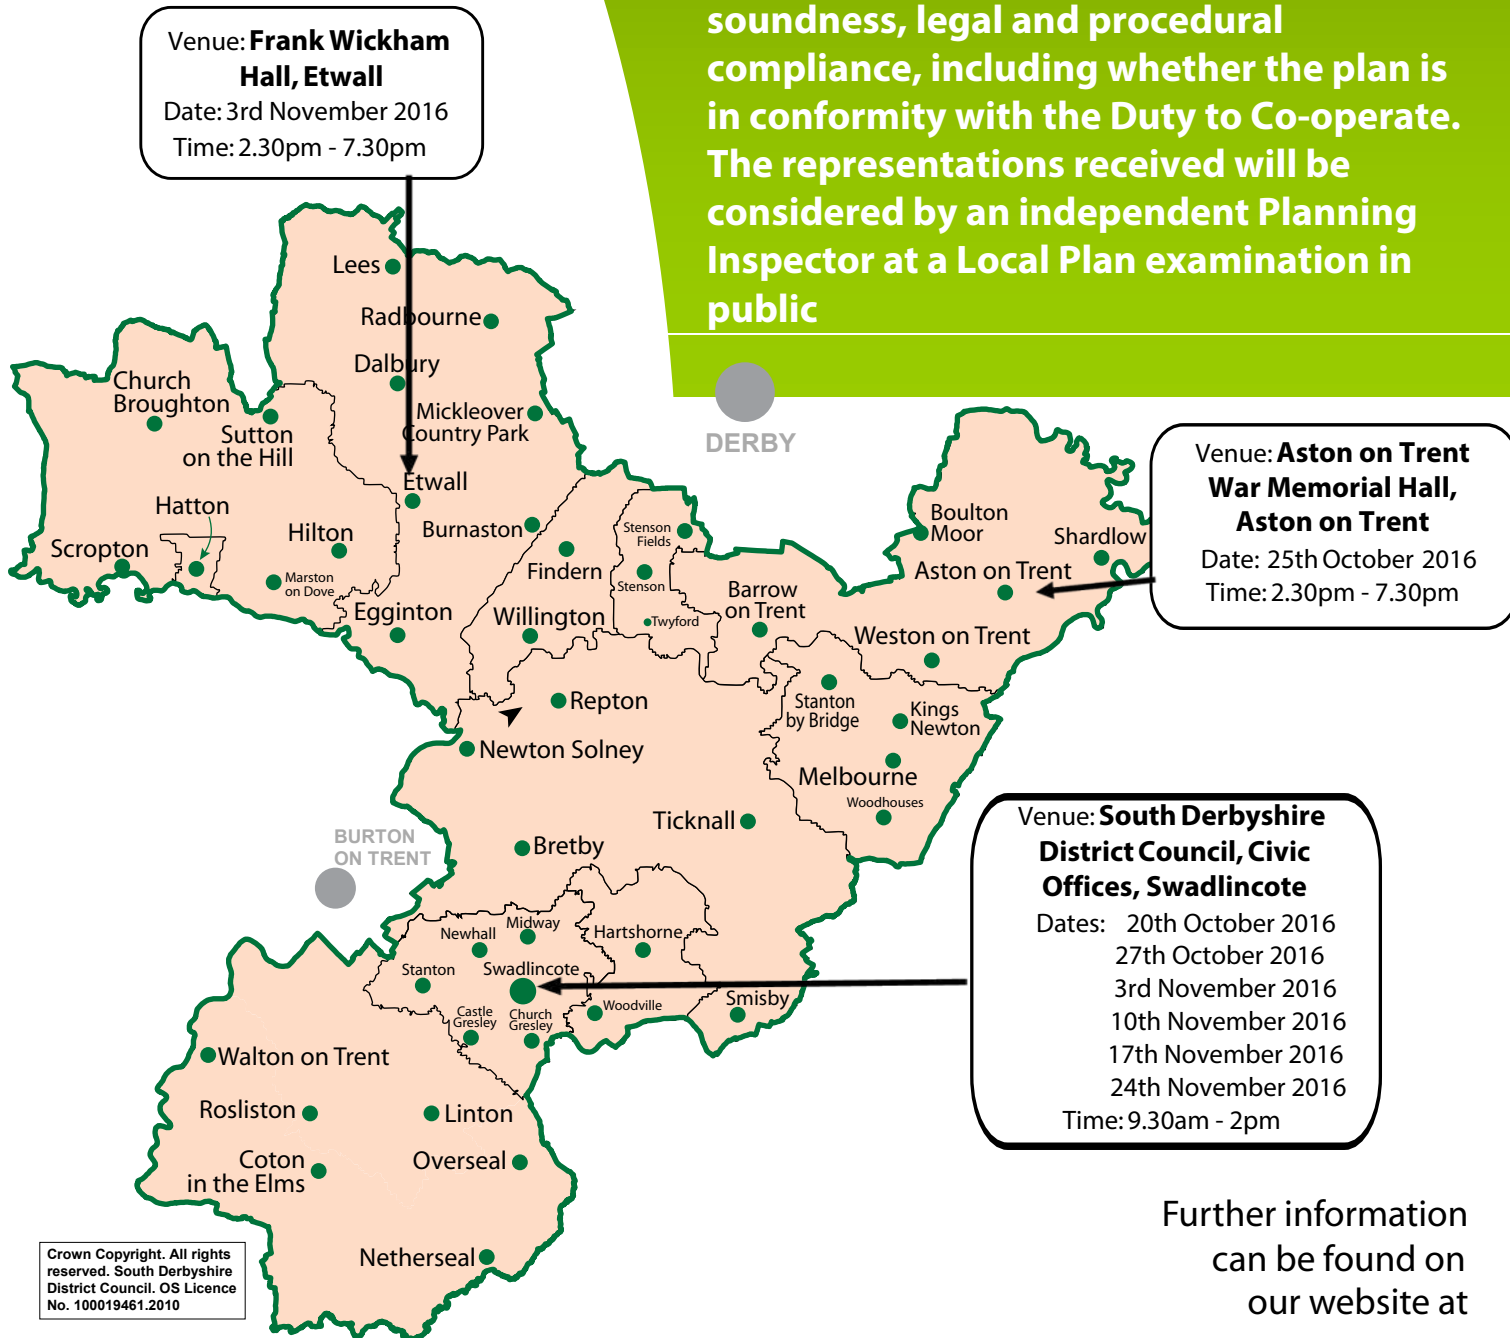 soundness, legal and procedural
compliance, including whether the plan is
in conformity with the Duty to Co-operate.
The representations received will be
considered by an independent Planning
Inspector at a Local Plan examination in
public
Venue: Frank Wickham
Hall, Etwall
Date: 3rd November 2016
Time: 2.30pm - 7.30pm
Lees
Radbourne
Dalbury
Church
Broughton
Mickleover
Country Park
Sutton
on the Hill
DERBY
Venue: Aston on Trent
War Memorial Hall,
Aston on Trent
Date: 25th October 2016
Time: 2.30pm - 7.30pm
Etwall
Hatton
Hilton
Burnaston
Stenson
Fields
Boulton
Moor
Shardlow
Scropton
Marston
on Dove
Findern
Stenson
Aston on Trent
Barrow
on Trent
Egginton
Willington
Twyford
Weston on Trent
Repton
Stanton
by Bridge
Kings
Newton
Newton Solney
Melbourne
Woodhouses
Ticknall
BURTON
ON TRENT
Bretby
Venue: South Derbyshire
District Council, Civic
Offices, Swadlincote
Dates: 20th October 2016
27th October 2016
3rd November 2016
10th November 2016
17th November 2016
24th November 2016
Time: 9.30am - 2pm
Midway
Newhall
Hartshorne
Stanton
Swadlincote
Castle
Gresley
Church
Gresley
Woodville
Smisby
Walton on Trent
Rosliston
Linton
Coton
in the Elms
Overseal
Netherseal
Crown Copyright. All rights
reserved. South Derbyshire
District Council. OS Licence
No. 100019461.2010
Further information
can be found on
our website at